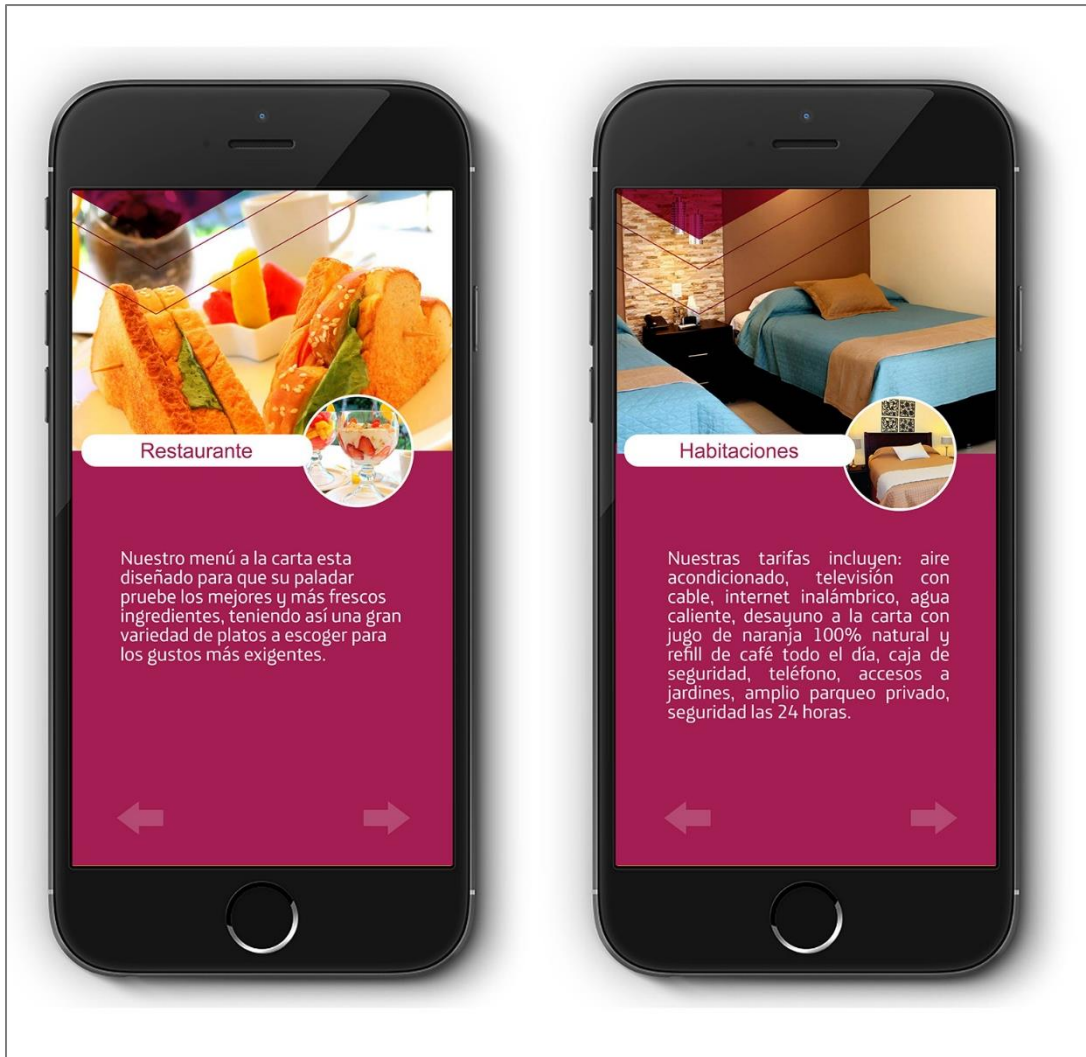 Restaurante
Nuestro menú a la carta esta
diseñado para que su paladar
pruebe los mejores y más frescos
ingredientes, teniendo así una gran
variedad de platos a escoger para
los gustos más exigentes.
Habitaciones
Nuestras tarifas incluyen: aire
acondicionado, televisión con
cable, internet inalámbrico, agua
caliente, desayuno a la carta con
jugo de naranja 100% natural y
refill de café todo el día, caja de
seguridad, teléfono, accesos a
jardines, amplio parqueo privado,
seguridad las 24 horas.